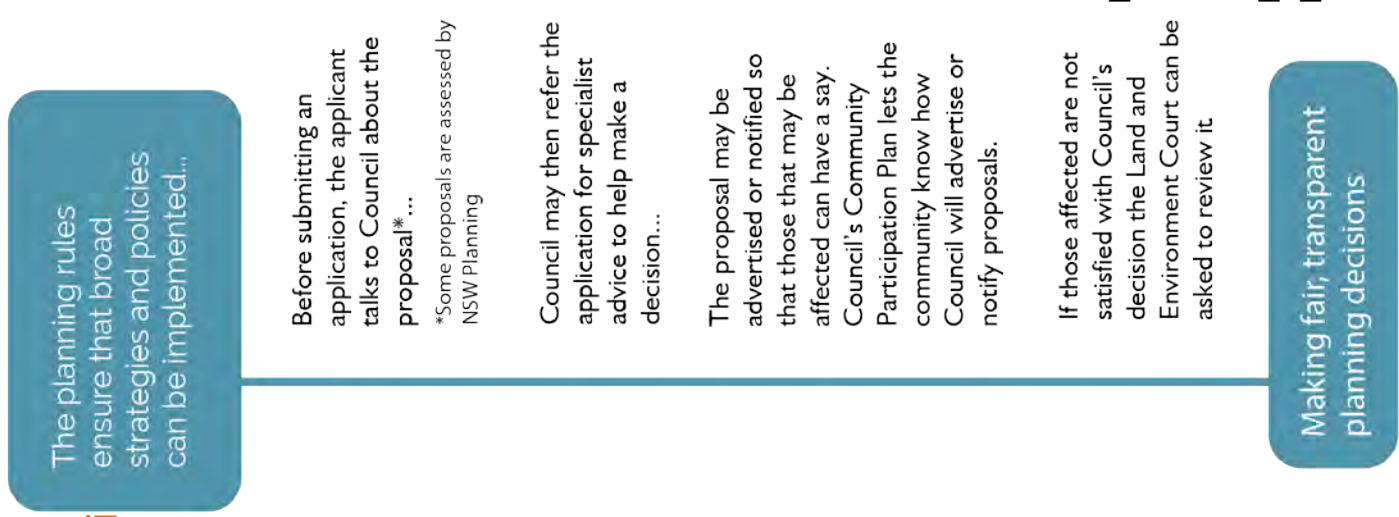 The planning rules
ensure that broad
strategies and policies
can be implemented...
Before submitting an
application, the applicant
talks to Council about the
proposal*...
*Some proposals are assessed by
NSW Planning
Council may then refer the
application for specialist
advice to help make a
decision...
The proposal may be
advertised or notified so
that those that may be
affected can have a say.
Council's Community
Participation Plan lets the
community know how
Council will advertise or
notify proposals.
If those affected are not
satisfied with Council's
decision the Land and
Environment Court can be
asked to review it
Making fair, transparent
planning decisions